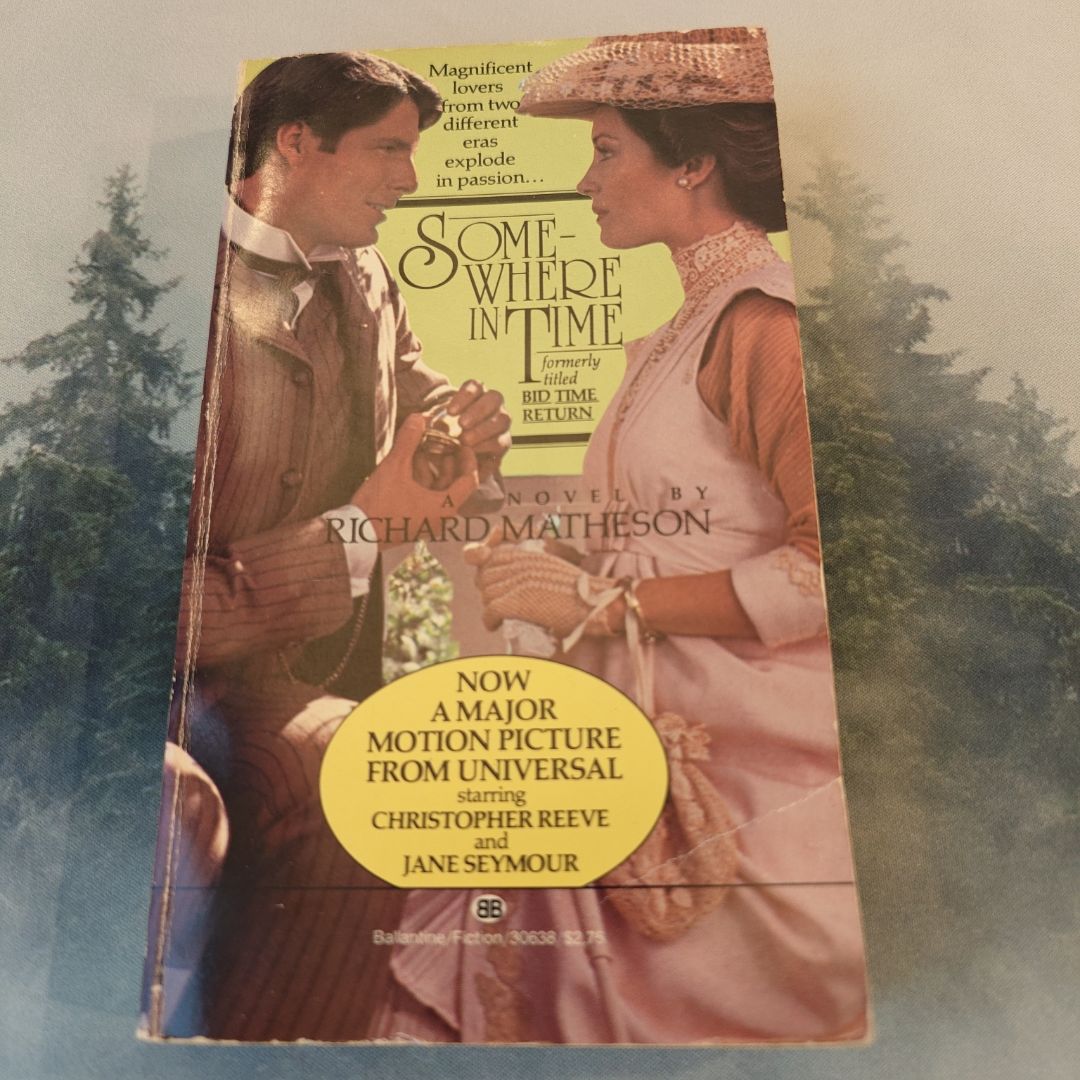 Magnificent
lovers
from two
different
eras
explode
in passion...
SOME-
WHERE
IN TIME
formerly
titled
BID TIME
RETURN
A NOVEL BY
RICHARD MATHESON
NOW
A MAJOR
MOTION PICTURE
FROM UNIVERSAL
starring
CHRISTOPHER REEVE
and
JANE SEYMOUR
BB
Ballantine/Fiction/30638/$2.75